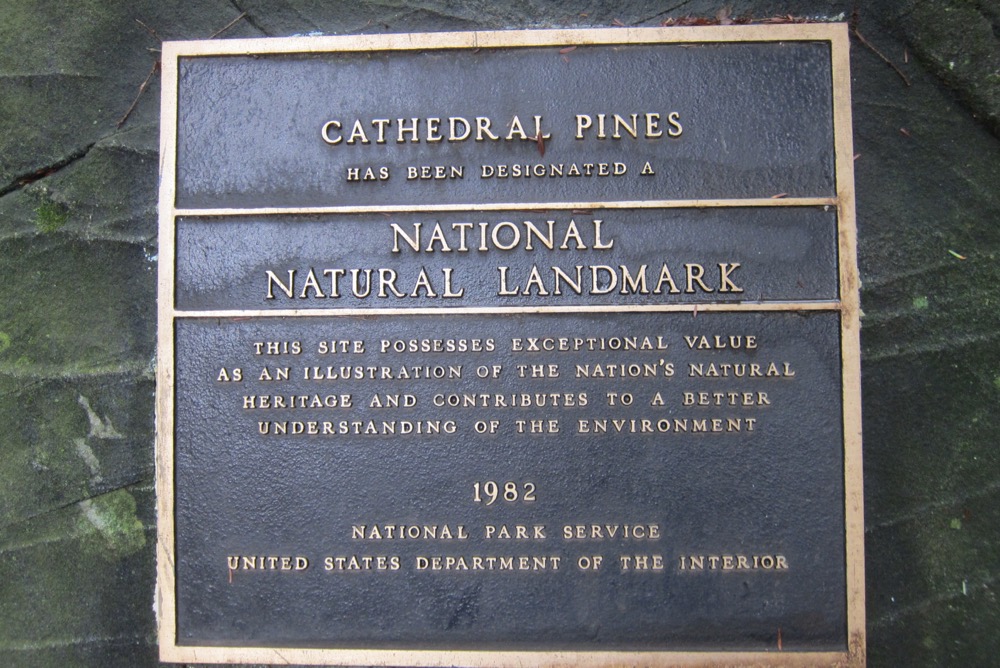 CATHEDRAL PINES
HAS BEEN DESIGNATED A
NATIONAL
NATURAL LANDMARK
THIS SITE POSSESSES EXCEPTIONAL VALUE
AS AN ILLUSTRATION OF THE NATION'S NATURAL
HERITAGE AND CONTRIBUTES TO A BETTER
UNDERSTANDING OF THE ENVIRONMENT
1982
NATIONAL PARK SERVICE
UNITED STATES DEPARTMENT OF THE INTERIOR